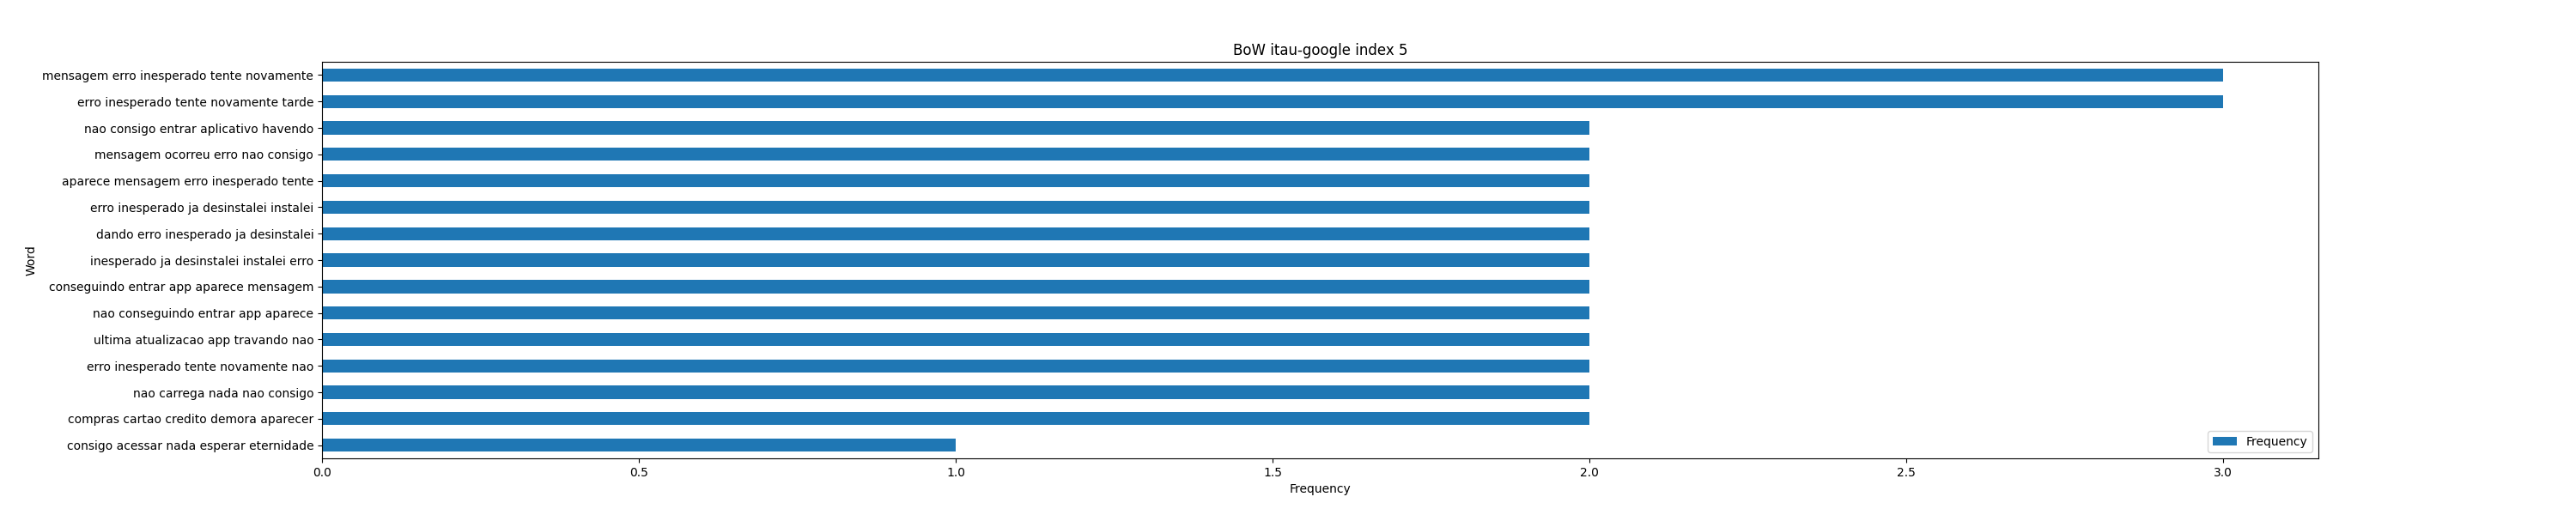 BoW itau-google index 5
mensagem erro inesperado tente novamente
erro inesperado tente novamente tarde
nao consigo entrar aplicativo havendo
mensagem ocorreu erro nao consigo
aparece mensagem erro inesperado tente
erro inesperado ja desinstalei instalei
dando erro inesperado ja desinstalei
inesperado ja desinstalei instalei erro
conseguindo entrar app aparece mensagem
nao conseguindo entrar app aparece
ultima atualizacao app travando nao
erro inesperado tente novamente nao
nao carrega nada nao consigo
compras cartao credito demora aparecer
consigo acessar nada esperar eternidade
Word
Frequency
0.0 0.5 1.0 1.5 2.0 2.5 3.0
Frequency